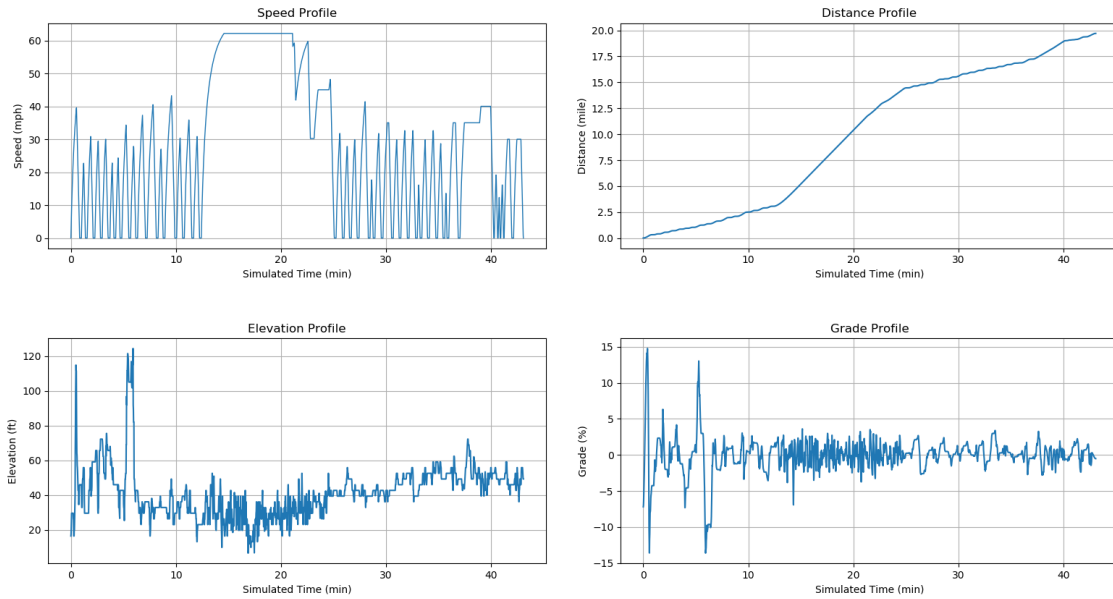 Speed Profile
Speed (mph)
60
50
40
30
20
10
0
0 10 20 30 40
Simulated Time (min)
Distance Profile
Distance (mile)
20.0
17.5
15.0
12.5
10.0
7.5
5.0
2.5
0.0
0 10 20 30 40
Simulated Time (min)
Elevation Profile
Elevation (ft)
120
100
80
60
40
20
0 10 20 30 40
Simulated Time (min)
Grade Profile
Grade (%)
15
10
5
0
−5
−10
−15
0 10 20 30 40
Simulated Time (min)